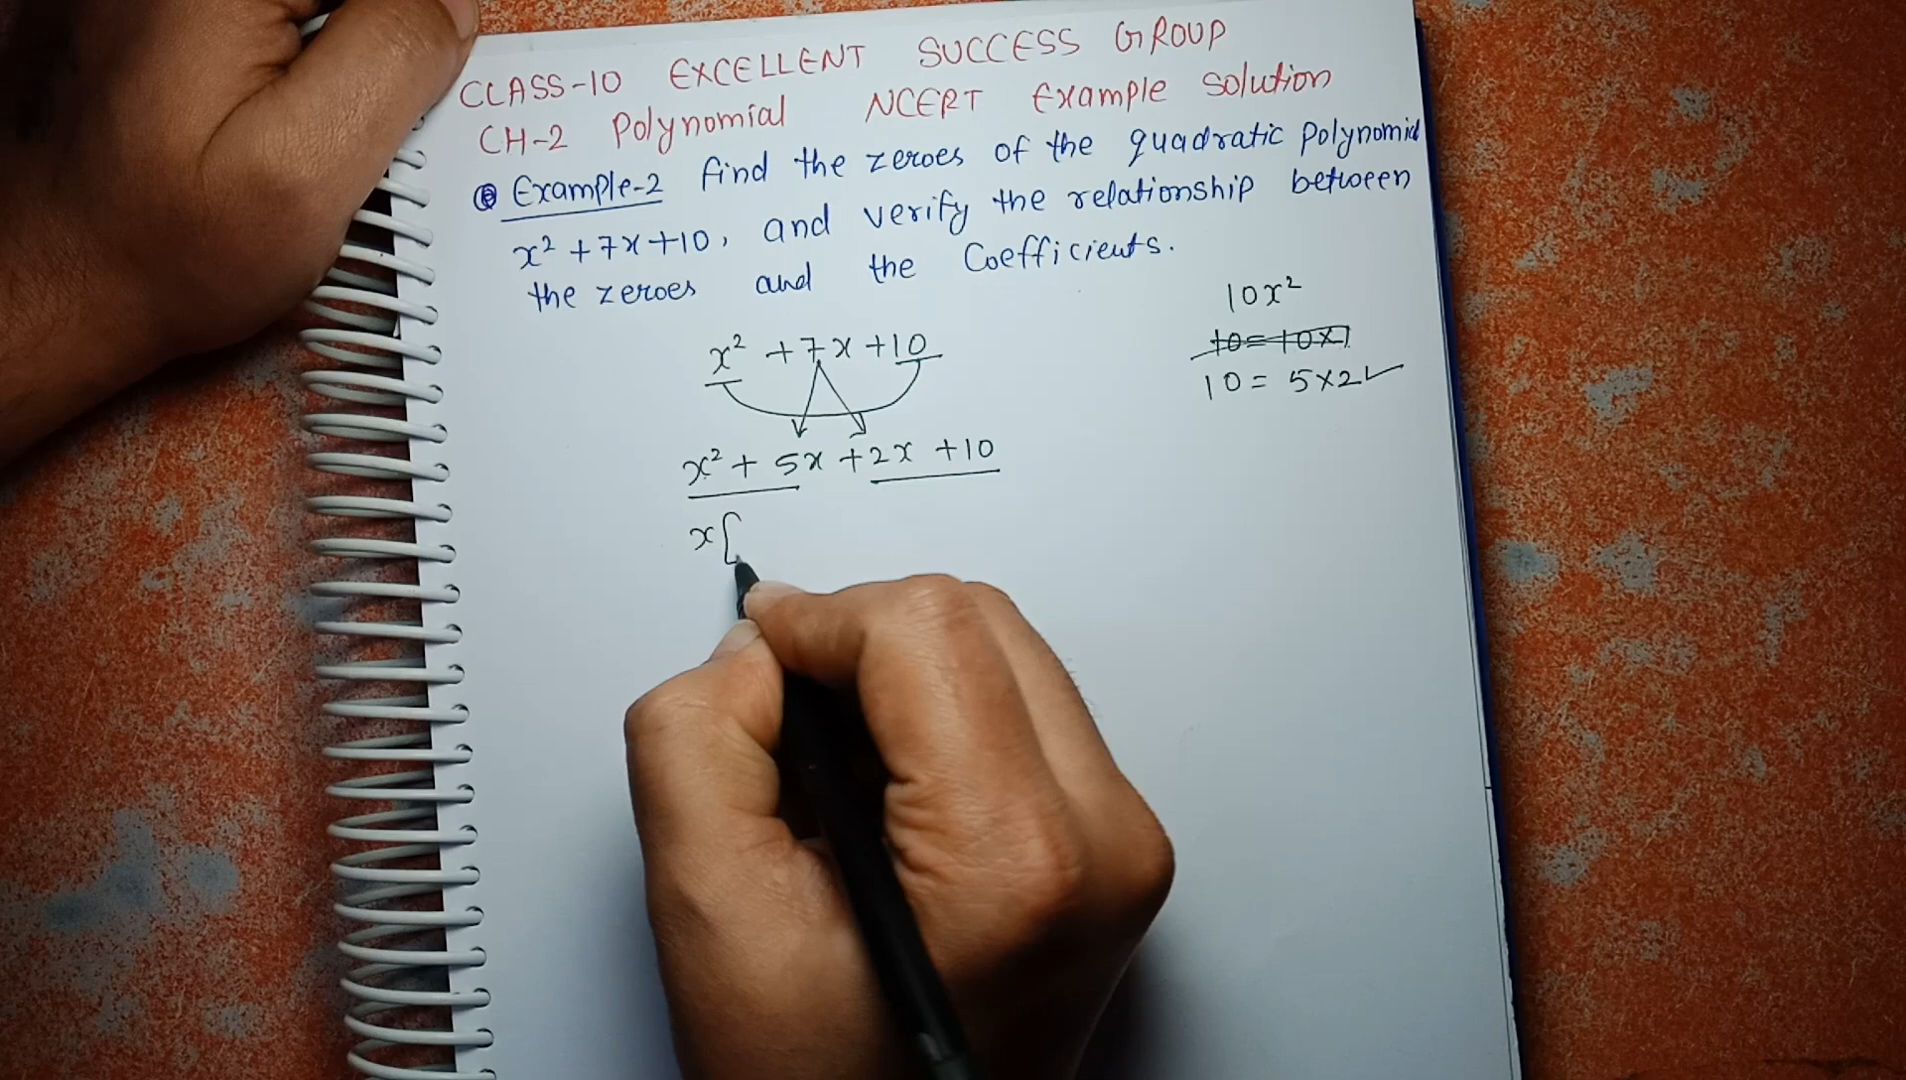 CLASS-10 EXCELLENT SUCCESS GROUP
CH-2 Polynomial NCERT Example Solution
Example-2 find the zeroes of the quadratic polynomial
x² + 7x + 10, and verify the relationship between
the zeroes and the Coefficients.
10x²
x² + 7x + 10
10 = 10 × 1
10 = 5 × 2 ✓
x² + 5x + 2x + 10
x [